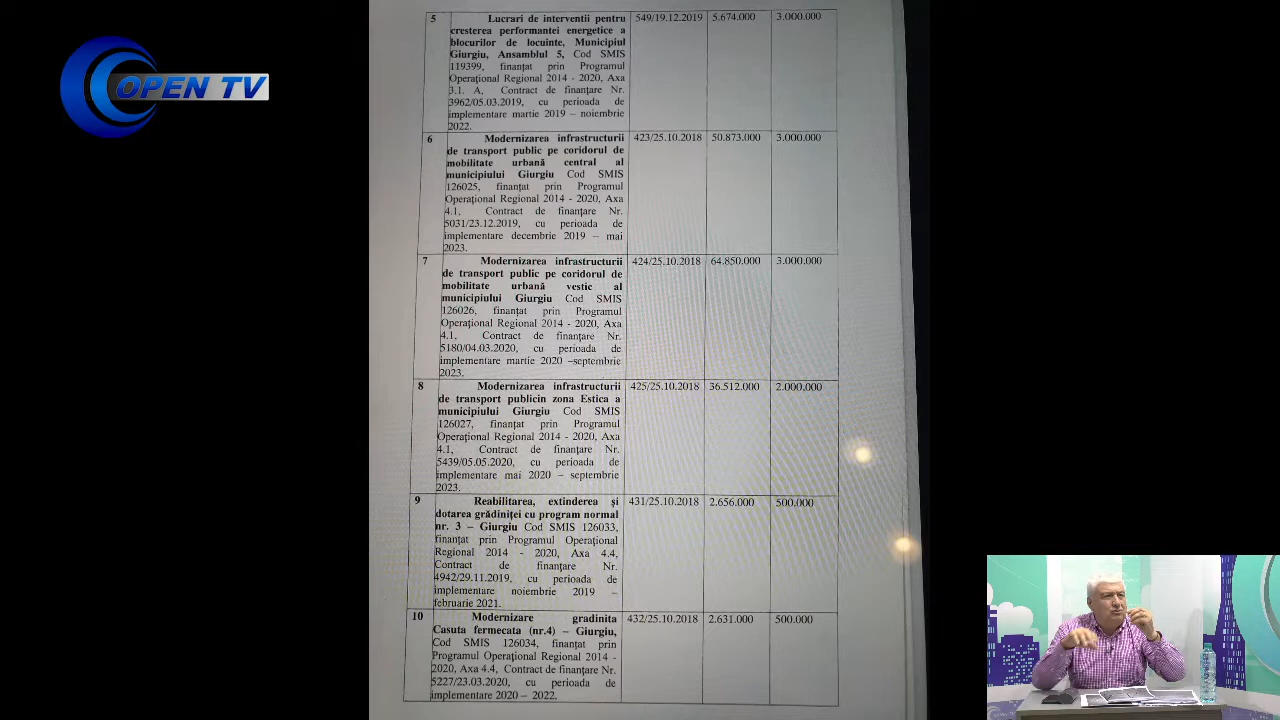 OPEN TV
5 Lucrari de interventii pentru 549/19.12.2019 5.674.000 3.000.000
cresterea performantei energetice a
blocurilor de locuinte, Municipiul
Giurgiu, Ansamblul 5, Cod SMIS
119399, finanțat prin Programul
Operațional Regional 2014 - 2020, Axa
3.1. A, Contract de finanțare Nr.
3962/05.03.2019, cu perioada de
implementare martie 2019 – noiembrie
2022.
6 Modernizarea infrastructurii 423/25.10.2018 50.873.000 3.000.000
de transport public pe coridorul de
mobilitate urbană central al
municipiului Giurgiu Cod SMIS
126025, finanțat prin Programul
Operațional Regional 2014 - 2020, Axa
4.1, Contract de finanțare Nr.
5031/23.12.2019, cu perioada de
implementare decembrie 2019 – mai
2023.
7 Modernizarea infrastructurii 424/25.10.2018 64.850.000 3.000.000
de transport public pe coridorul de
mobilitate urbană vestic al
municipiului Giurgiu Cod SMIS
126026, finanțat prin Programul
Operațional Regional 2014 - 2020, Axa
4.1, Contract de finanțare Nr.
5180/04.03.2020, cu perioada de
implementare martie 2020 –septembrie
2023.
8 Modernizarea infrastructurii 425/25.10.2018 36.512.000 2.000.000
de transport publicin zona Estica a
municipiului Giurgiu Cod SMIS
126027, finanțat prin Programul
Operațional Regional 2014 - 2020, Axa
4.1, Contract de finanțare Nr.
5439/05.05.2020, cu perioada de
implementare mai 2020 – septembrie
2023.
9 Reabilitarea, extinderea și 431/25.10.2018 2.656.000 500.000
dotarea grădiniței cu program normal
nr. 3 – Giurgiu Cod SMIS 126033,
finanțat prin Programul Operațional
Regional 2014 - 2020, Axa 4.4,
Contract de finanțare Nr.
4942/29.11.2019, cu perioada de
implementare noiembrie 2019 –
februarie 2021.
10 Modernizare gradinita 432/25.10.2018 2.631.000 500.000
Casuta fermecata (nr.4) – Giurgiu,
Cod SMIS 126034, finanțat prin
Programul Operațional Regional 2014 -
2020, Axa 4.4, Contract de finanțare Nr.
5227/23.03.2020, cu perioada de
implementare 2020 – 2022.